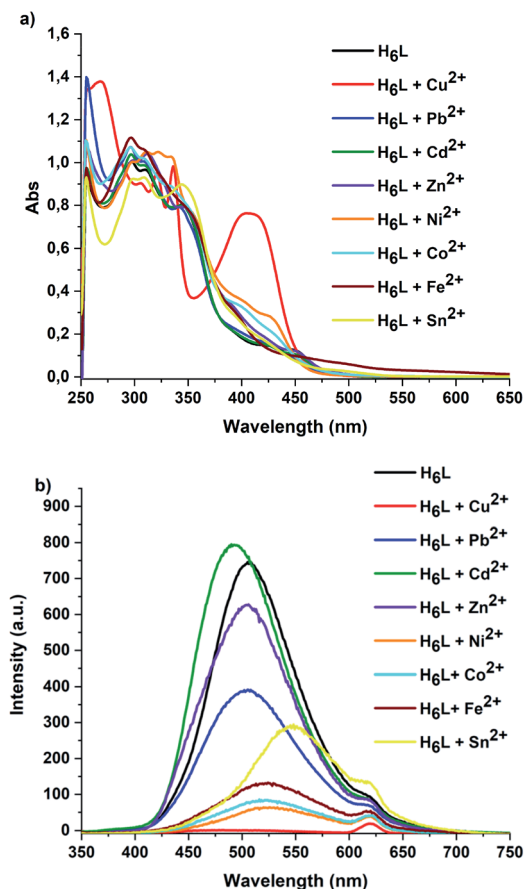 a)
1,6
1,4
1,2
1,0
0,8
0,6
0,4
0,2
0,0
Abs
250 300 350 400 450 500 550 600 650
Wavelength (nm)
H₆L
H₆L + Cu²⁺
H₆L + Pb²⁺
H₆L + Cd²⁺
H₆L + Zn²⁺
H₆L + Ni²⁺
H₆L + Co²⁺
H₆L + Fe²⁺
H₆L + Sn²⁺
b)
900
800
700
600
500
400
300
200
100
00
Intensity (a.u.)
350 400 450 500 550 600 650 700 750
Wavelength (nm)
H₆L
H₆L + Cu²⁺
H₆L + Pb²⁺
H₆L + Cd²⁺
H₆L + Zn²⁺
H₆L + Ni²⁺
H₆L+ Co²⁺
H₆L+ Fe²⁺
H₆L + Sn²⁺